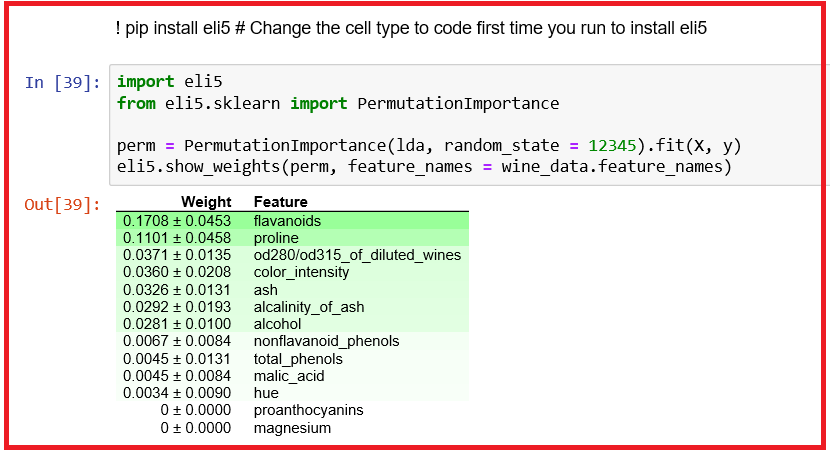 ! pip install eli5 # Change the cell type to code first time you run to install eli5
In [39]: import eli5
from eli5.sklearn import PermutationImportance
perm = PermutationImportance(lda, random_state = 12345).fit(X, y)
eli5.show_weights(perm, feature_names = wine_data.feature_names)
Out[39]: Weight Feature
0.1708 ± 0.0453 flavanoids
0.1101 ± 0.0458 proline
0.0371 ± 0.0135 od280/od315_of_diluted_wines
0.0360 ± 0.0208 color_intensity
0.0326 ± 0.0131 ash
0.0292 ± 0.0193 alcalinity_of_ash
0.0281 ± 0.0100 alcohol
0.0067 ± 0.0084 nonflavanoid_phenols
0.0045 ± 0.0131 total_phenols
0.0045 ± 0.0084 malic_acid
0.0034 ± 0.0090 hue
0 ± 0.0000 proanthocyanins
0 ± 0.0000 magnesium